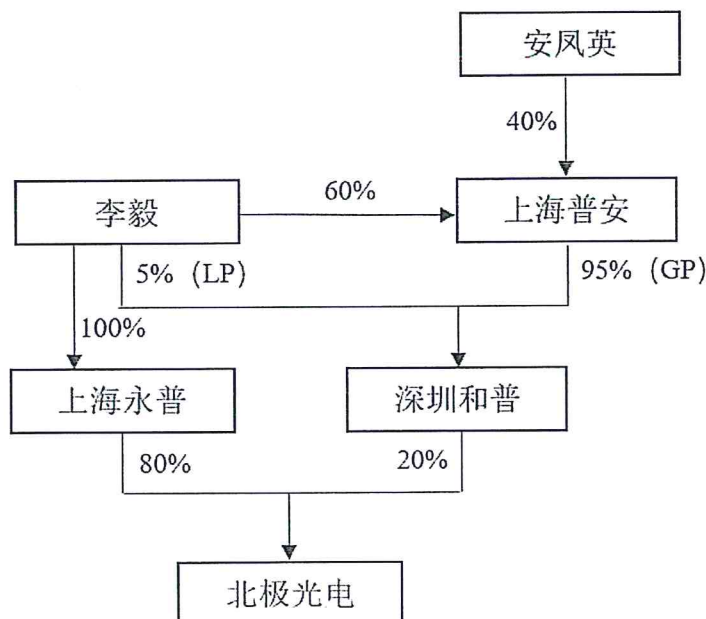 安凤英
40%
李毅
60%
上海普安
5%（LP）
95%（GP）
100%
上海永普
深圳和普
80%
20%
北极光电